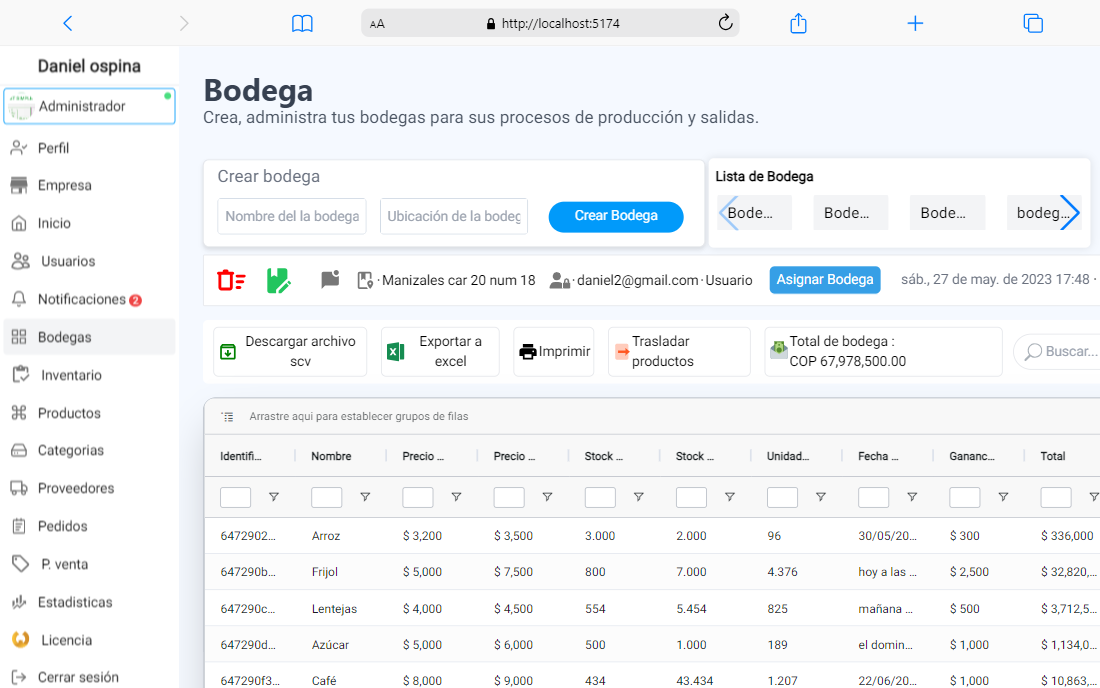 AA http://localhost:5174
Daniel ospina
Administrador
Perfil
Empresa
Inicio
Usuarios
Notificaciones 2
Bodegas
Inventario
Productos
Categorias
Proveedores
Pedidos
P. venta
Estadisticas
Licencia
Cerrar sesión
Bodega
Crea, administra tus bodegas para sus procesos de producción y salidas.
Crear bodega
Nombre del la bodega
Ubicación de la bodeg
Crear Bodega
Lista de Bodega
Bode...
Bode...
Bode...
bodeg...
· Manizales car 20 num 18
· daniel2@gmail.com · Usuario
Asignar Bodega
sáb., 27 de may. de 2023 17:48 ·
Descargar archivo
scv
Exportar a
excel
Imprimir
Trasladar
productos
Total de bodega :
COP 67,978,500.00
Buscar...
Arrastre aqui para establecer grupos de filas
Identifi... Nombre Precio ... Precio ... Stock ... Stock ... Unidad... Fecha ... Gananc... Total
6472902... Arroz $ 3,200 $ 3,500 3.000 2.000 96 30/05/20... $ 300 $ 336,000
647290b... Frijol $ 5,000 $ 7,500 800 7.000 4.376 hoy a las ... $ 2,500 $ 32,820,...
647290c... Lentejas $ 4,000 $ 4,500 554 5.454 825 mañana ... $ 500 $ 3,712,5...
647290d... Azúcar $ 5,000 $ 6,000 500 1.000 189 el domin... $ 1,000 $ 1,134,0...
647290f3... Café $ 8,000 $ 9,000 434 43.434 1.207 22/06/20... $ 1,000 $ 10,863,...